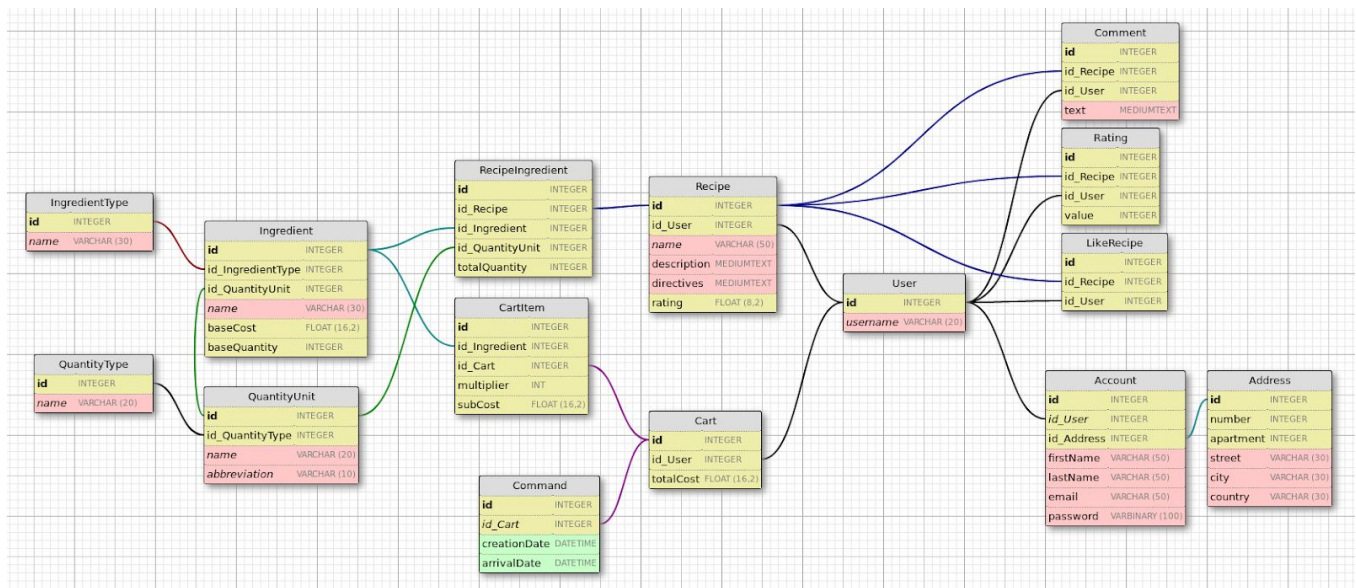 Comment
id INTEGER
id_Recipe INTEGER
id_User INTEGER
text MEDIUMTEXT
Rating
id INTEGER
id_Recipe INTEGER
id_User INTEGER
value INTEGER
LikeRecipe
id INTEGER
id_Recipe INTEGER
id_User INTEGER
RecipeIngredient
id INTEGER
id_Recipe INTEGER
id_Ingredient INTEGER
id_QuantityUnit INTEGER
totalQuantity INTEGER
Recipe
id INTEGER
id_User INTEGER
name VARCHAR (50)
description MEDIUMTEXT
directives MEDIUMTEXT
rating FLOAT (8,2)
IngredientType
id INTEGER
name VARCHAR (30)
Ingredient
id INTEGER
id_IngredientType INTEGER
id_QuantityUnit INTEGER
name VARCHAR (30)
baseCost FLOAT (16,2)
baseQuantity INTEGER
User
id INTEGER
username VARCHAR (20)
CartItem
id INTEGER
id_Ingredient INTEGER
id_Cart INTEGER
multiplier INT
subCost FLOAT (16,2)
QuantityType
id INTEGER
name VARCHAR (20)
QuantityUnit
id INTEGER
id_QuantityType INTEGER
name VARCHAR (20)
abbreviation VARCHAR (10)
Cart
id INTEGER
id_User INTEGER
totalCost FLOAT (16,2)
Command
id INTEGER
id_Cart INTEGER
creationDate DATETIME
arrivalDate DATETIME
Account
id INTEGER
id_User INTEGER
id_Address INTEGER
firstName VARCHAR (50)
lastName VARCHAR (50)
email VARCHAR (50)
password VARBINARY (100)
Address
id INTEGER
number INTEGER
apartment INTEGER
street VARCHAR (30)
city VARCHAR (30)
country VARCHAR (30)